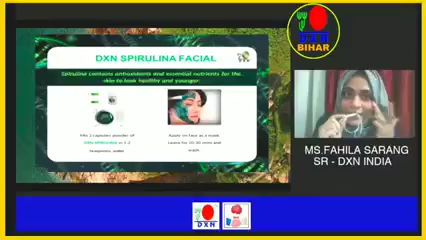 DXN SPIRULINA FACIAL
Spirulina contains antioxidants and essential nutrients for the
skin to look healthy and younger.
Mix 2 capsules powder of
DXN SPIRULINA in 1-2
teaspoons water
Apply on face as a mask.
Leave for 20-30 mins and
wash.
DXN
BIHAR
MS.FAHILA SARANG
SR - DXN INDIA
DXN